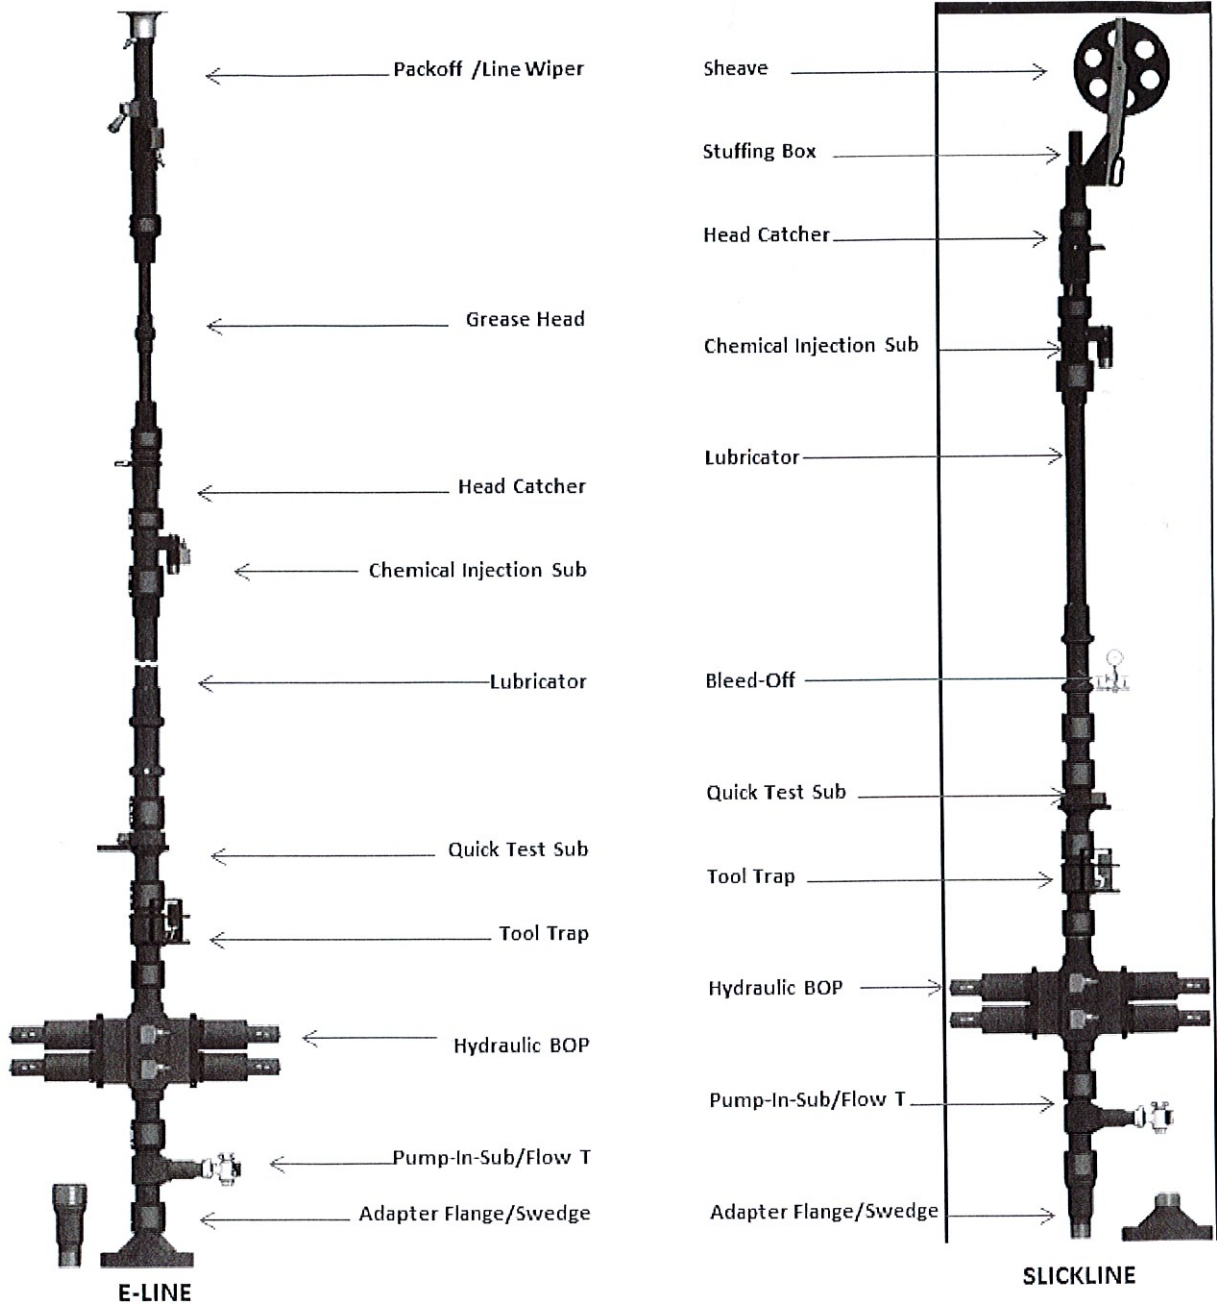 Packoff /Line Wiper
Grease Head
Head Catcher
Chemical Injection Sub
Lubricator
Quick Test Sub
Tool Trap
Hydraulic BOP
Pump-In-Sub/Flow T
Adapter Flange/Swedge
E-LINE
Sheave
Stuffing Box
Head Catcher
Chemical Injection Sub
Lubricator
Bleed-Off
Quick Test Sub
Tool Trap
Hydraulic BOP
Pump-In-Sub/Flow T
Adapter Flange/Swedge
SLICKLINE